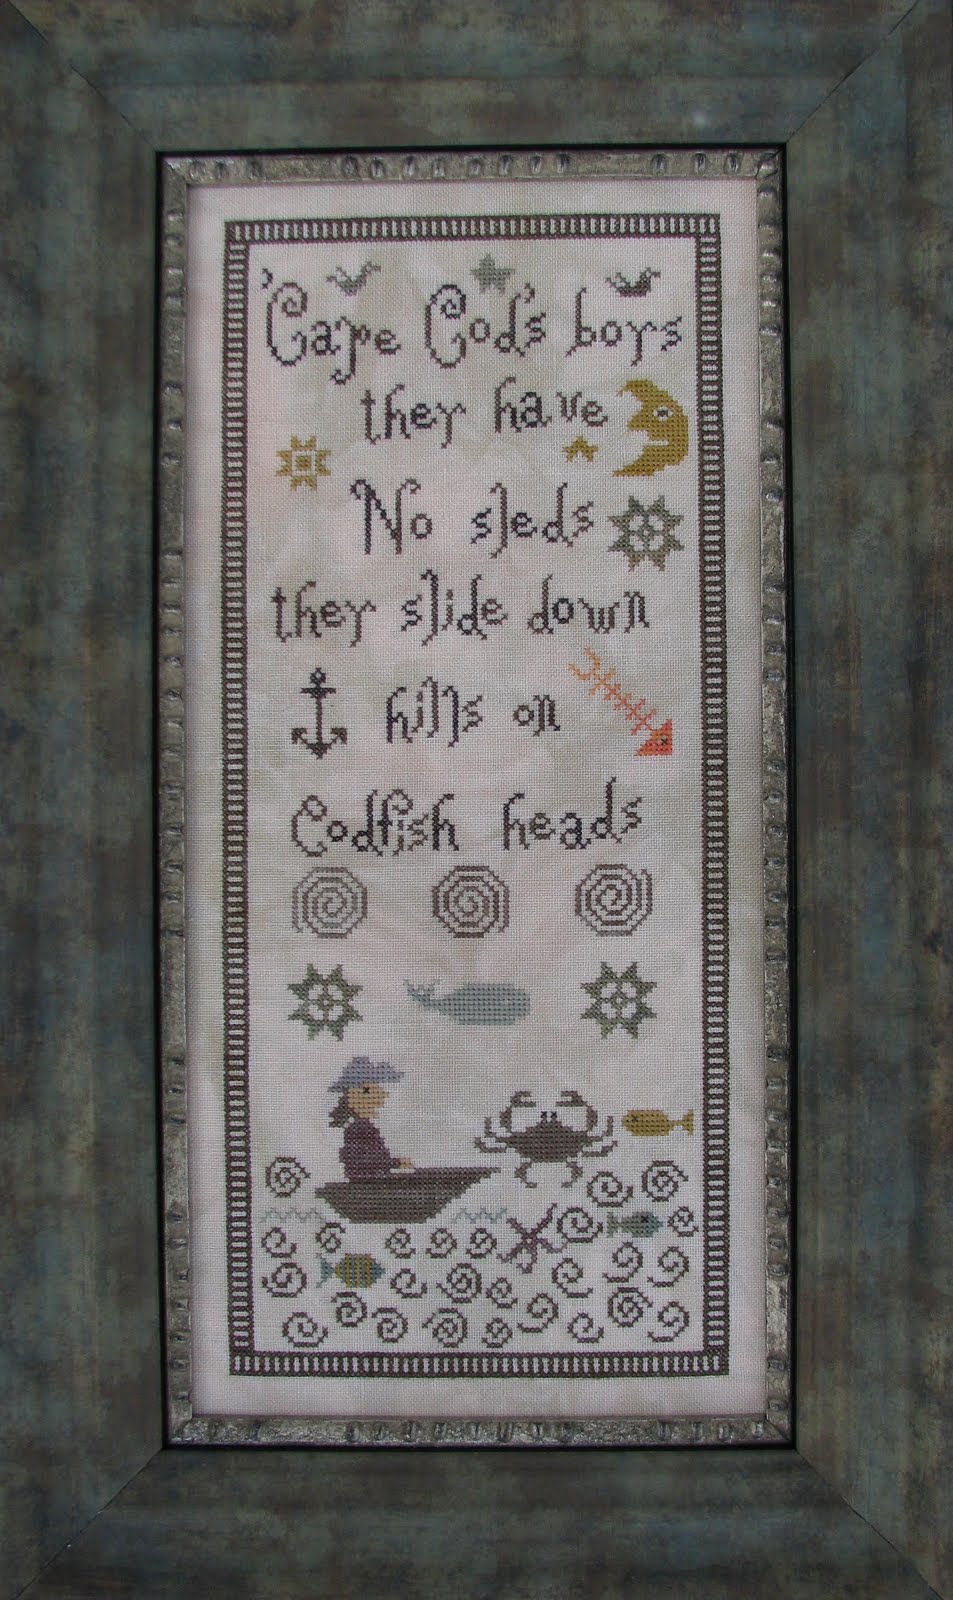 'Cape Cod's boys
they have
No sleds
they slide down
hills on
Codfish heads